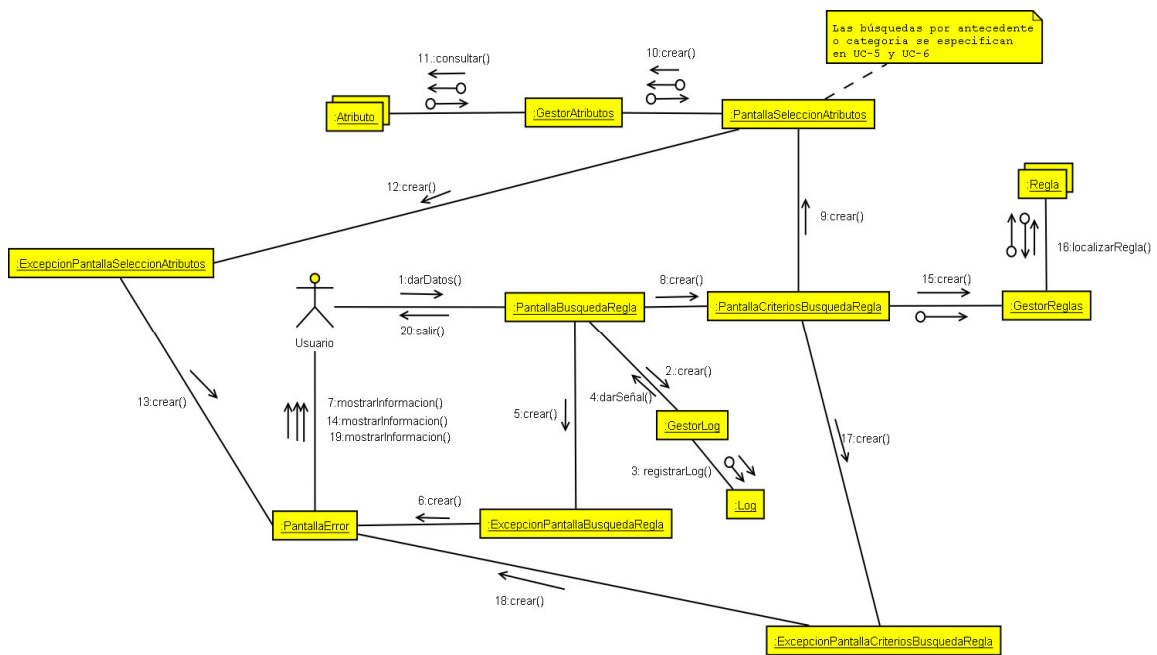 Las búsquedas por antecedente
o categoria se especifican
en UC-5 y UC-6
11.:consultar()
10:crear()
:Atributo
:GestorAtributos
:PantallaSeleccionAtributos
12:crear()
:Regla
9:crear()
16:localizarRegla()
:ExcepcionPantallaSeleccionAtributos
1:darDatos()
8:crear()
15:crear()
:PantallaBusquedaRegla
:PantallaCriteriosBusquedaRegla
:GestorReglas
20:salir()
Usuario
2.:crear()
13:crear()
7:mostrarInformacion()
14:mostrarInformacion()
19:mostrarInformacion()
5:crear()
4:darSeñal()
:GestorLog
17:crear()
3: registrarLog()
6:crear()
:Log
:PantallaError
:ExcepcionPantallaBusquedaRegla
18:crear()
:ExcepcionPantallaCriteriosBusquedaRegla